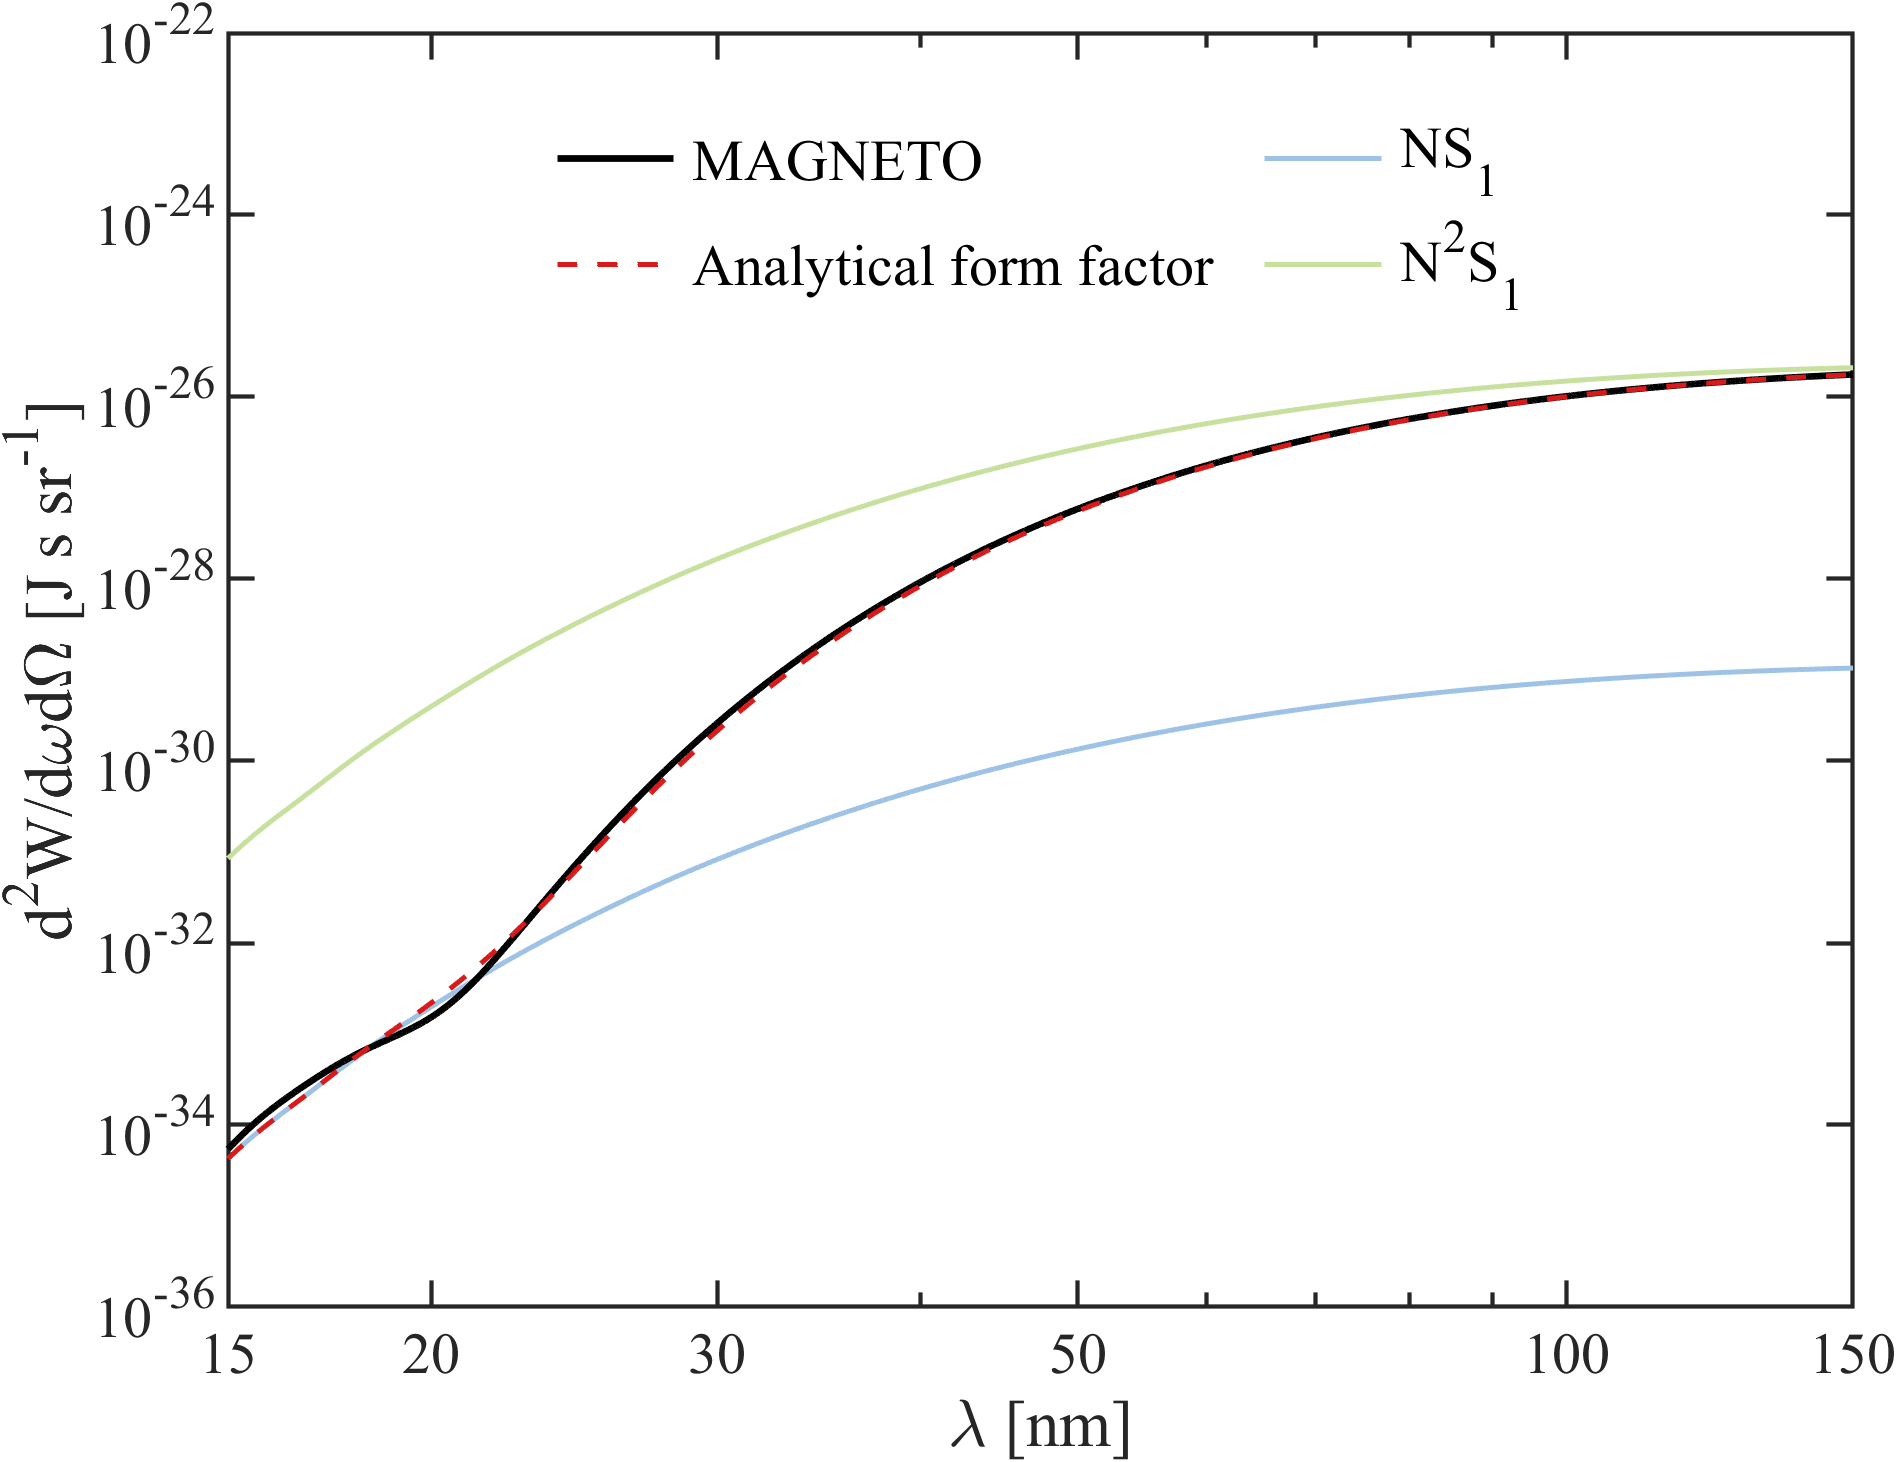 10-22
10-24
10-26
10-28
10-30
10-32
10-34
10-36
d2W/dωdΩ [J s sr-1]
MAGNETO
Analytical form factor
NS1
N2S1
15 20 30 50 100 150
λ [nm]